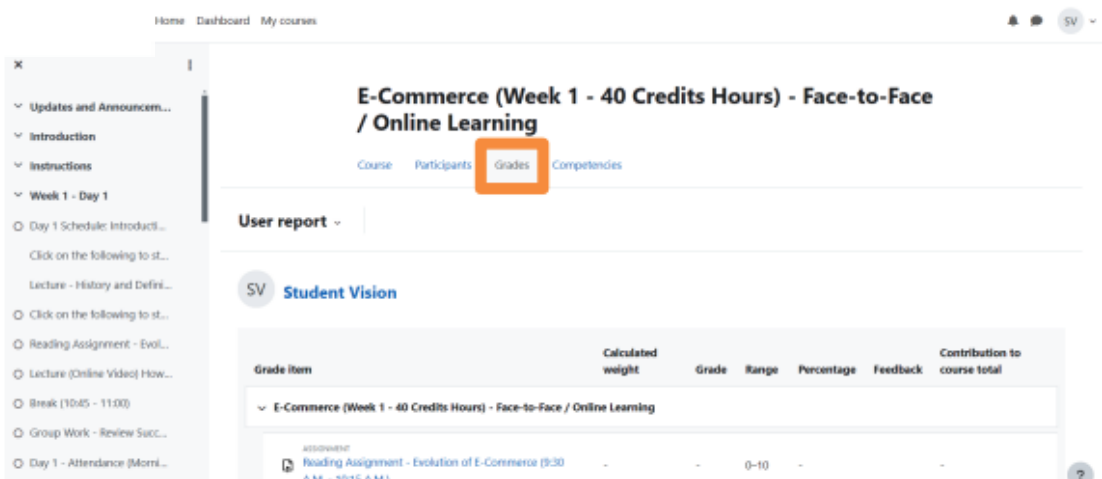 Home Dashboard My courses
SV
Updates and Announcem...
Introduction
Instructions
Week 1 - Day 1
Day 1 Schedule: Introducti...
Click on the following to st...
Lecture - History and Defini...
Click on the following to st...
Reading Assignment - Evol...
Lecture (Online Video) How...
Break (10:45 - 11:00)
Group Work - Review Succ...
Day 1 - Attendance (Morni...
E-Commerce (Week 1 - 40 Credits Hours) - Face-to-Face
/ Online Learning
Course Participants Grades Competencies
User report
SV Student Vision
Grade item Calculated weight Grade Range Percentage Feedback Contribution to course total
E-Commerce (Week 1 - 40 Credits Hours) - Face-to-Face / Online Learning
ASSIGNMENT
Reading Assignment - Evolution of E-Commerce (9:30 - - 0–10 - -
A.M. - 10:15 A.M.)
?